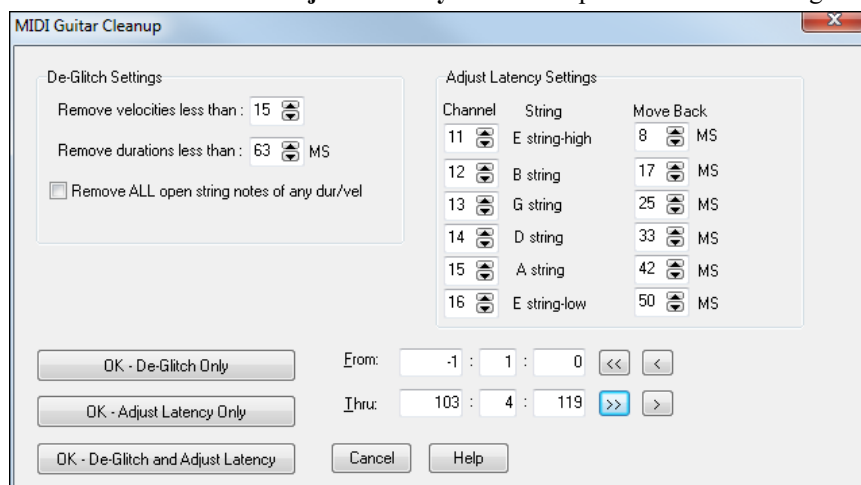 MIDI Guitar Cleanup
De-Glitch Settings
Remove velocities less than : 15
Remove durations less than : 63 MS
Remove ALL open string notes of any dur/vel
Adjust Latency Settings
Channel String Move Back
11 E string-high 8 MS
12 B string 17 MS
13 G string 25 MS
14 D string 33 MS
15 A string 42 MS
16 E string-low 50 MS
OK - De-Glitch Only
OK - Adjust Latency Only
OK - De-Glitch and Adjust Latency
From: -1 : 1 : 0 << <
Thru: 103 : 4 : 119 >> >
Cancel Help